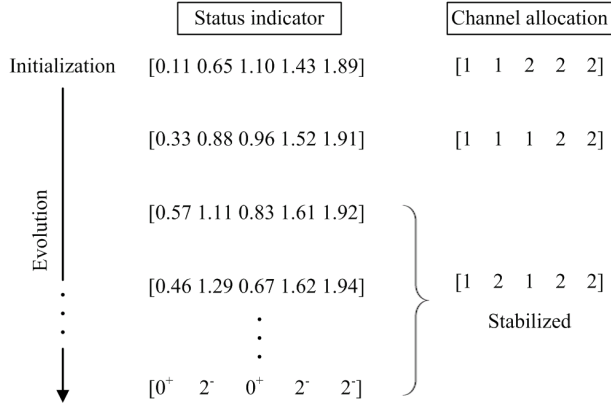 Status indicator Channel allocation
Initialization [0.11 0.65 1.10 1.43 1.89] [1 1 2 2 2]
[0.33 0.88 0.96 1.52 1.91] [1 1 1 2 2]
Evolution
[0.57 1.11 0.83 1.61 1.92]
[0.46 1.29 0.67 1.62 1.94] [1 2 1 2 2]
Stabilized
[0⁺ 2⁻ 0⁺ 2⁻ 2⁻]